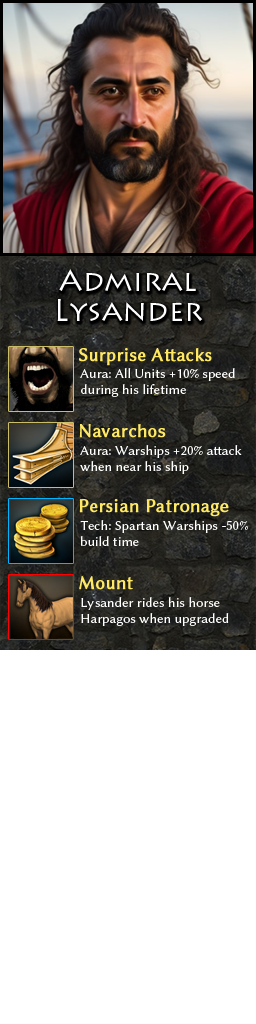 Admiral
Lysander
Surprise Attacks
Aura: All Units +10% speed
during his lifetime
Navarchos
Aura: Warships +20% attack
when near his ship
Persian Patronage
Tech: Spartan Warships -50%
build time
Mount
Lysander rides his horse
Harpagos when upgraded